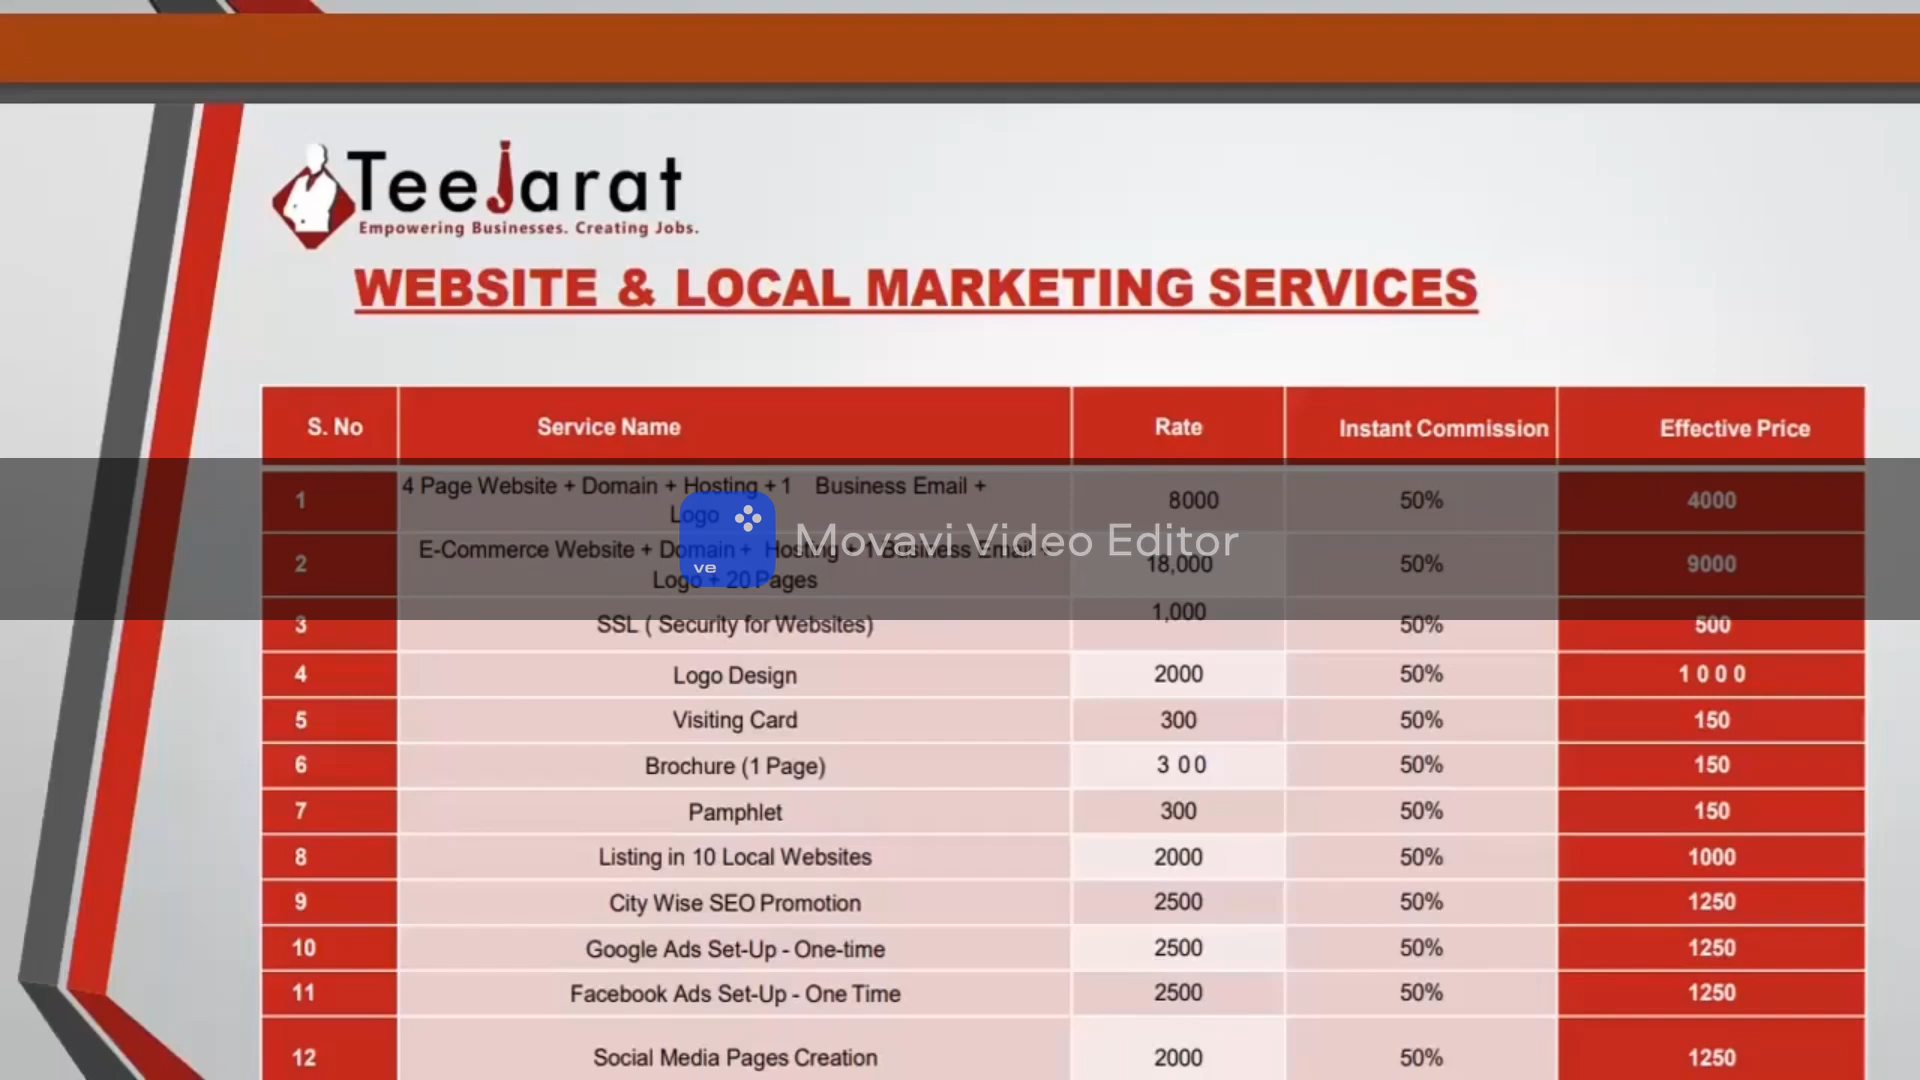 TeeJarat
Empowering Businesses. Creating Jobs.
WEBSITE & LOCAL MARKETING SERVICES
S. No Service Name Rate Instant Commission Effective Price
1 4 Page Website + Domain + Hosting + 1 Business Email + Logo 8000 50% 4000
2 E-Commerce Website + Domain + Hosting + 1 Business Email + Logo + 20 Pages 18,000 50% 9000
ve Movavi Video Editor
3 SSL ( Security for Websites) 1,000 50% 500
4 Logo Design 2000 50% 1 0 0 0
5 Visiting Card 300 50% 150
6 Brochure (1 Page) 3 0 0 50% 150
7 Pamphlet 300 50% 150
8 Listing in 10 Local Websites 2000 50% 1000
9 City Wise SEO Promotion 2500 50% 1250
10 Google Ads Set-Up - One-time 2500 50% 1250
11 Facebook Ads Set-Up - One Time 2500 50% 1250
12 Social Media Pages Creation 2000 50% 1250